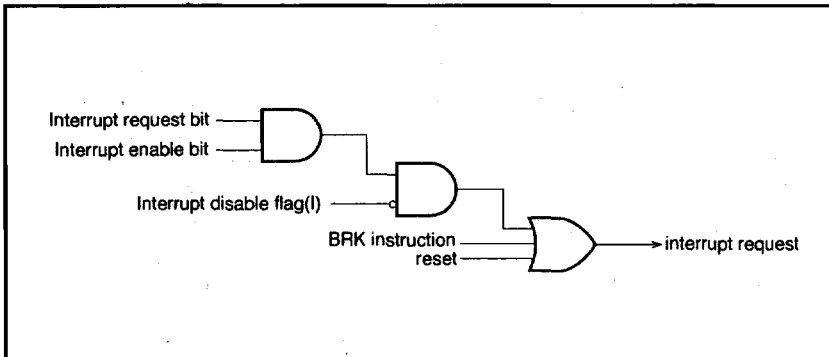 Interrupt request bit
Interrupt enable bit
Interrupt disable flag(I)
BRK instruction
reset
interrupt request